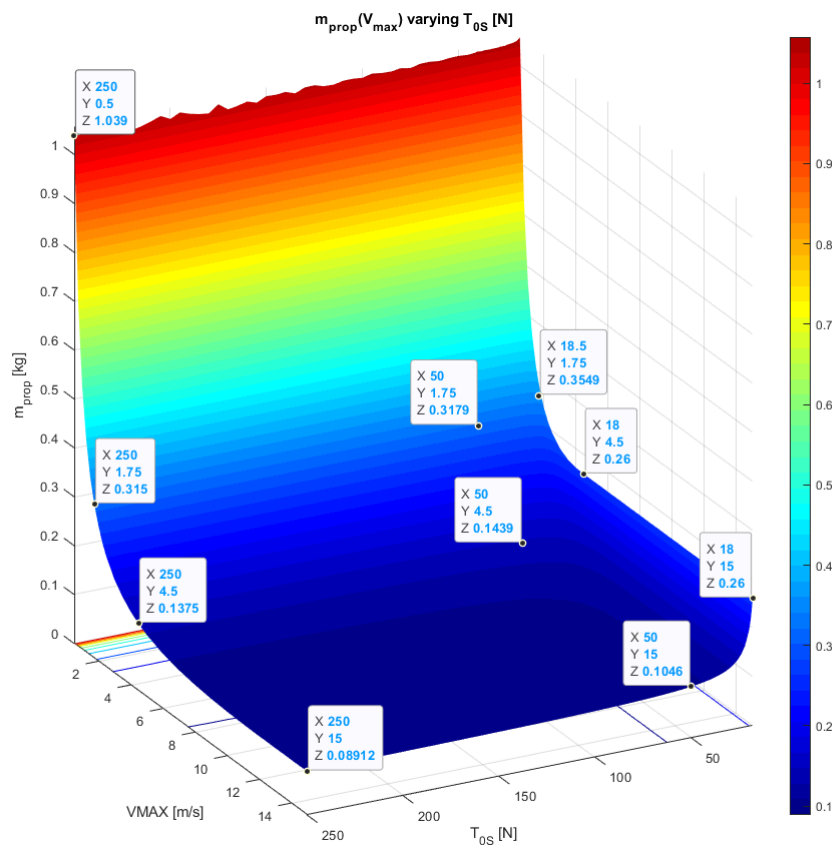 m_prop(V_max) varying T_0S [N]
X 250
Y 0.5
Z 1.039
X 18.5
Y 1.75
Z 0.3549
X 50
Y 1.75
Z 0.3179
X 18
Y 4.5
Z 0.26
X 250
Y 1.75
Z 0.315
X 50
Y 4.5
Z 0.1439
X 18
Y 15
Z 0.26
X 250
Y 4.5
Z 0.1375
X 50
Y 15
Z 0.1046
X 250
Y 15
Z 0.08912
m_prop [kg]
1
0.9
0.8
0.7
0.6
0.5
0.4
0.3
0.2
0.1
0
2
4
6
8
10
12
14
VMAX [m/s]
250
200
150
100
50
T_0S [N]
1
0.9
0.8
0.7
0.6
0.5
0.4
0.3
0.2
0.1